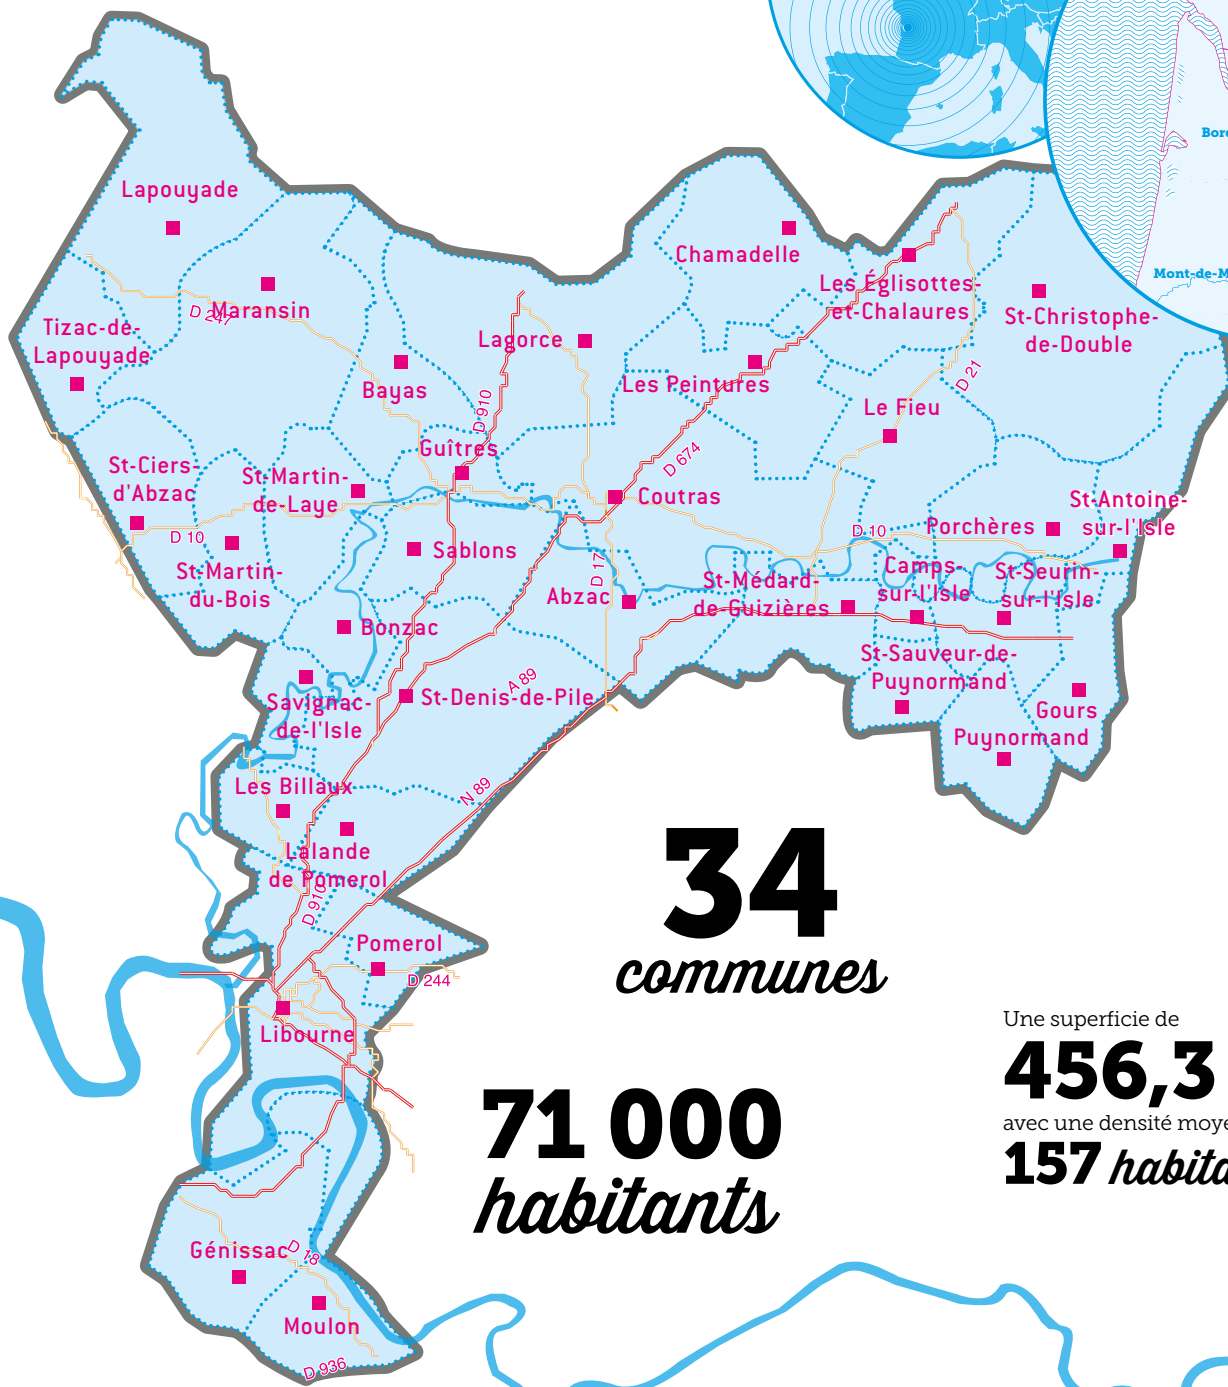 Bor
Mont-de-M
Lapouyade
Chamadelle
Les Églisottes-
et-Chalaures
D 247
Maransin
St-Christophe-
de-Double
Tizac-de-
Lapouyade
Lagorce
Bayas
Les Peintures
D 21
D 910
Le Fieu
Guîtres
D 674
St-Ciers-
d'Abzac
St-Martin-
de-Laye
Coutras
St-Antoine-
sur-l'Isle
D 10
D 10
Porchères
Sablons
St-Martin-
du-Bois
D 17
Abzac
St-Médard-
de-Guizières
Camps-
sur-l'Isle
St-Seurin-
sur-l'Isle
Bonzac
St-Sauveur-de-
Puynormand
A 89
St-Denis-de-Pile
Savignac-
de-l'Isle
Gours
Puynormand
Les Billaux
N 89
Lalande
de Pomerol
D 910
34
communes
Pomerol
D 244
Libourne
Une superficie de
456,3
avec une densité moye
157 habita
71 000
habitants
Génissac
D 18
Moulon
D 936